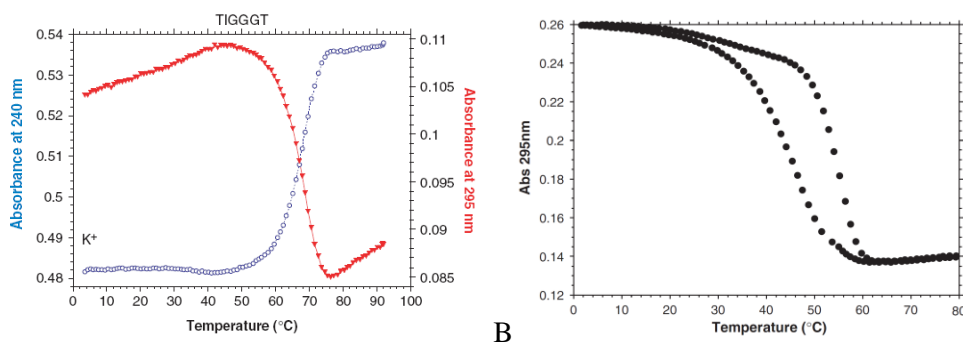 TIGGGT
Absorbance at 240 nm
0.54
0.53
0.52
0.51
0.5
0.49
0.48
K+
0 10 20 30 40 50 60 70 80 90 100
Temperature (°C)
0.11
0.105
0.1
0.095
0.09
0.085
Absorbance at 295 nm
B
Abs 295nm
0.26
0.24
0.22
0.20
0.18
0.16
0.14
0.12
0 10 20 30 40 50 60 70 80
Temperature (°C)